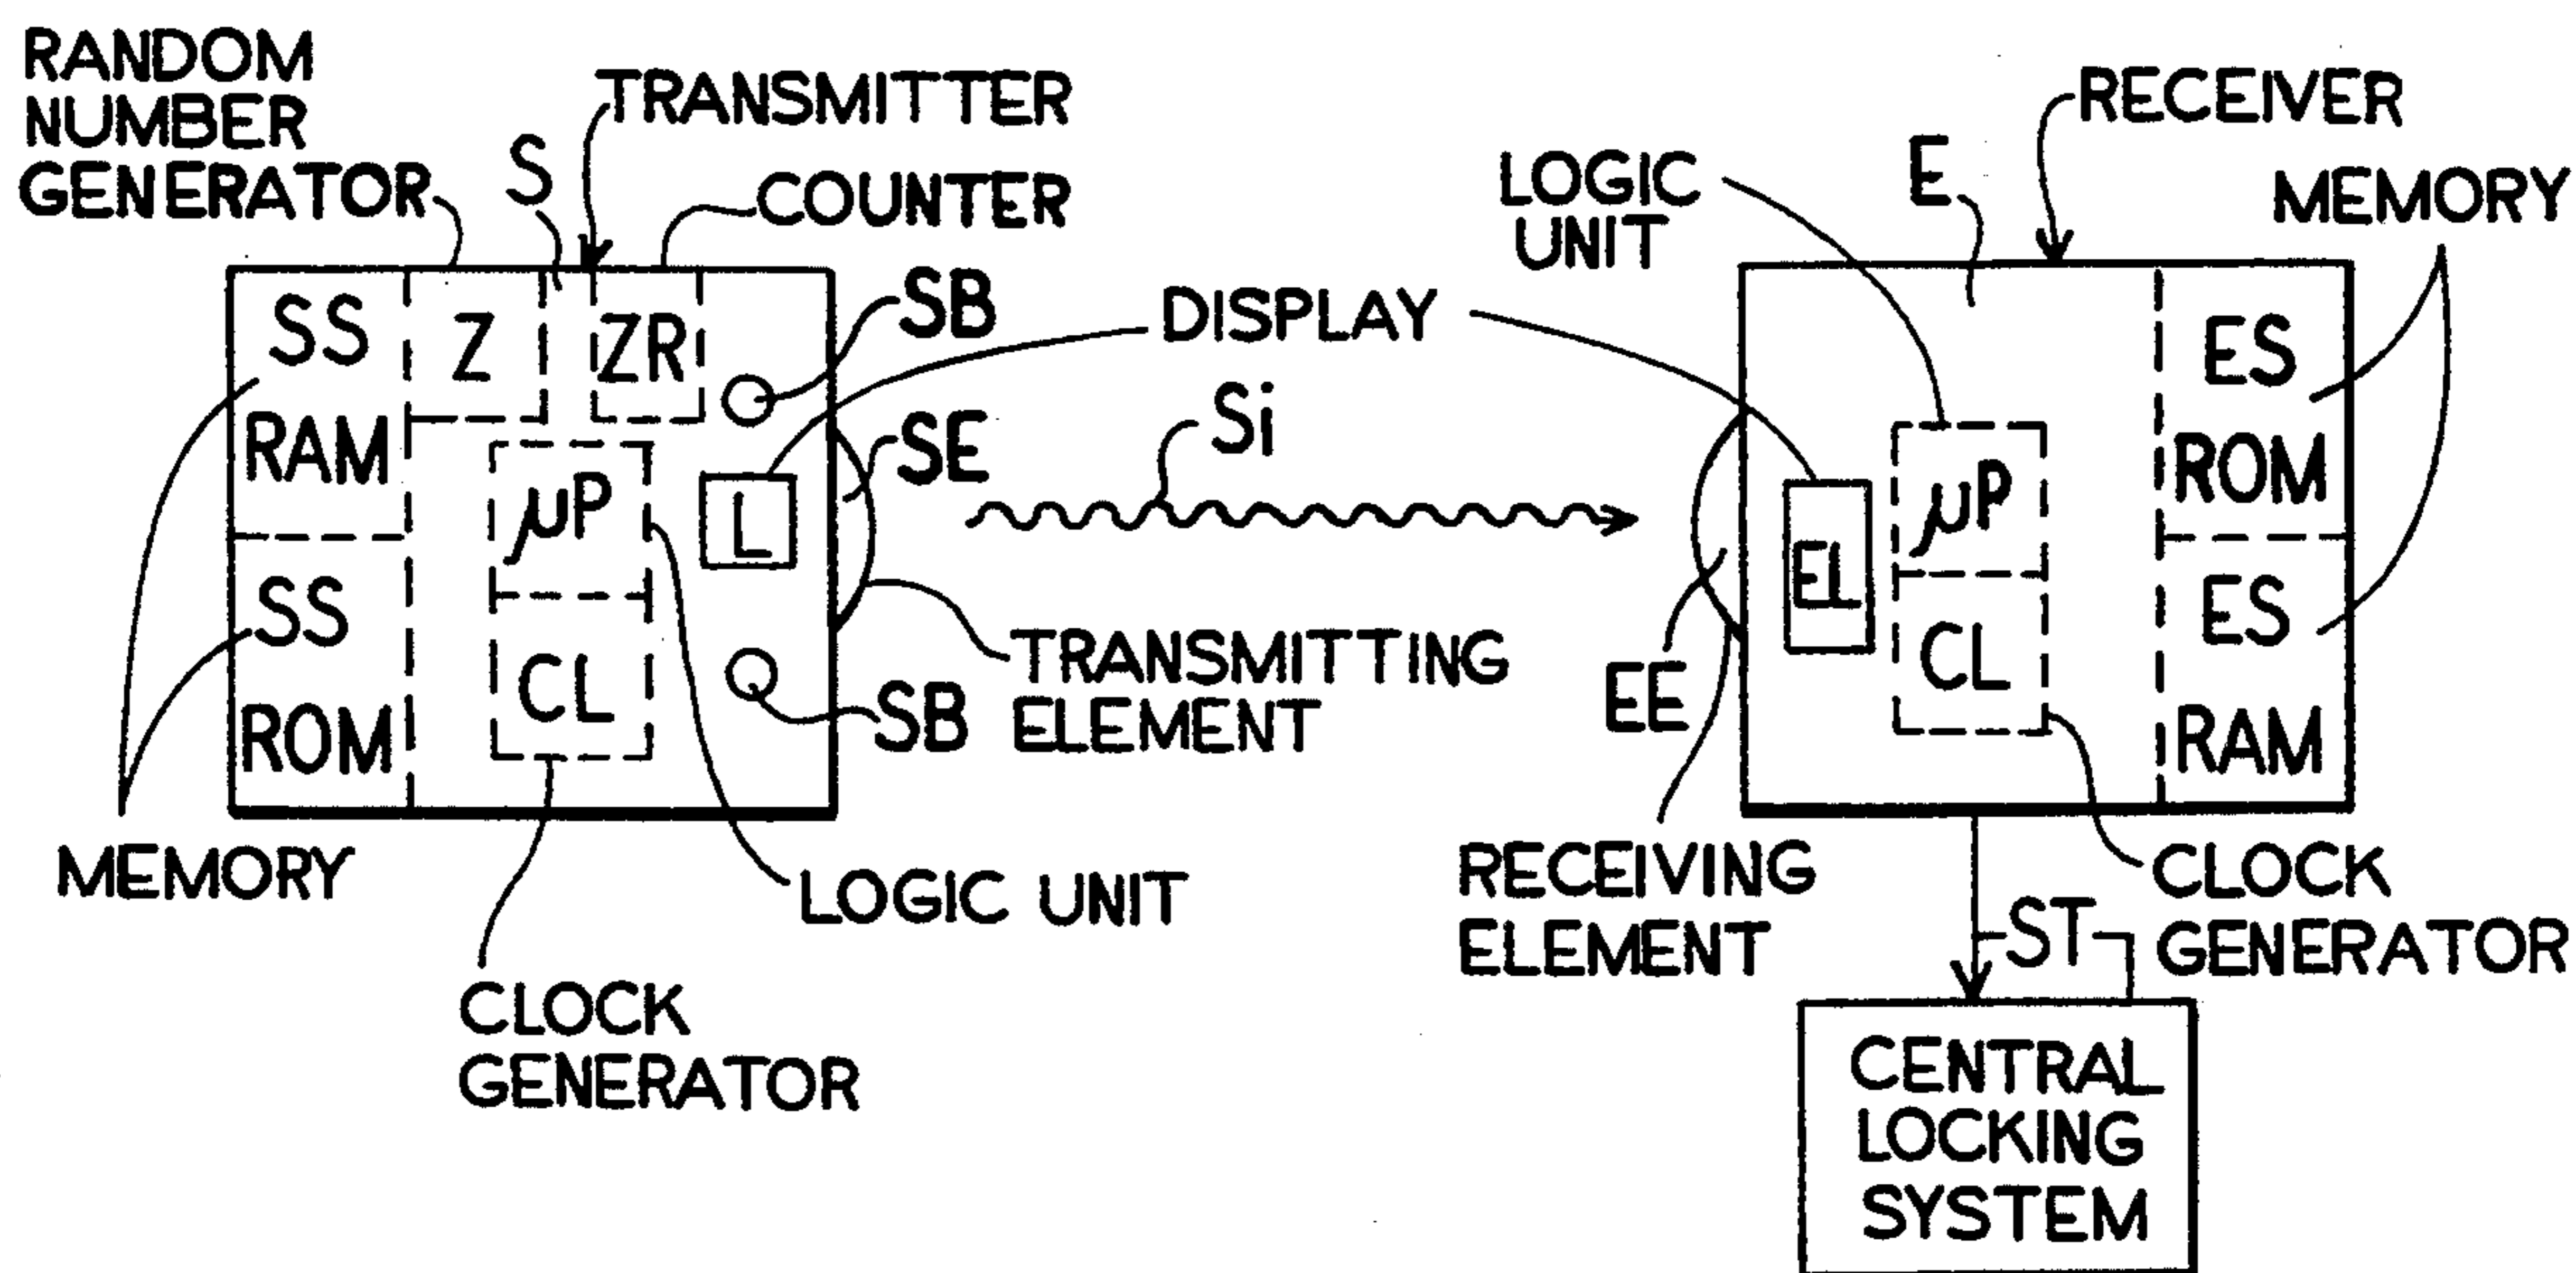 RANDOM
NUMBER
GENERATOR
S
TRANSMITTER
COUNTER
SS
RAM
Z
ZR
SB
DISPLAY
μP
L
SE
Si
SS
ROM
CL
SB
TRANSMITTING
ELEMENT
MEMORY
LOGIC UNIT
CLOCK
GENERATOR
LOGIC
UNIT
E
RECEIVER
MEMORY
ES
ROM
μP
EL
CL
ES
RAM
EE
RECEIVING
ELEMENT
ST
CLOCK
GENERATOR
CENTRAL
LOCKING
SYSTEM